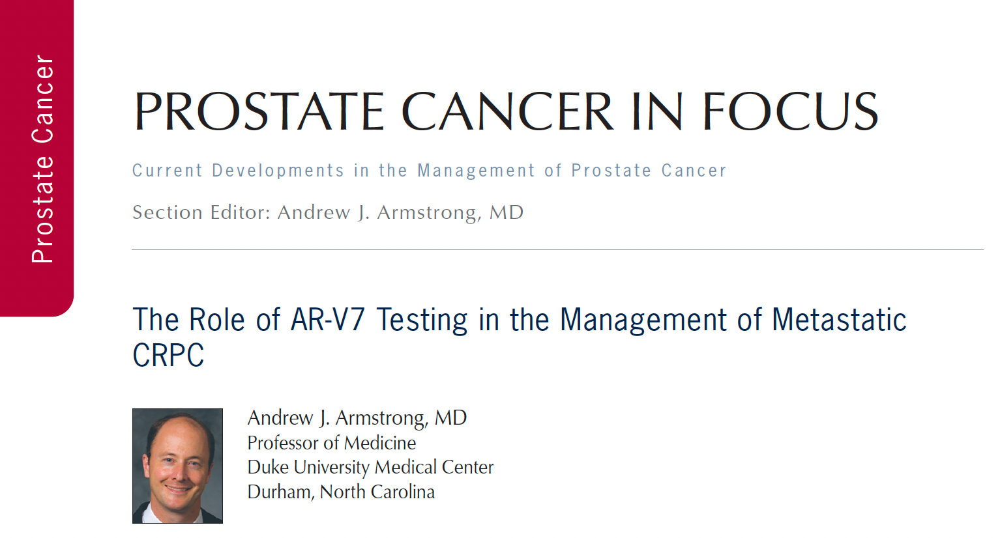 Prostate Cancer
PROSTATE CANCER IN FOCUS
Current Developments in the Management of Prostate Cancer
Section Editor: Andrew J. Armstrong, MD
The Role of AR-V7 Testing in the Management of Metastatic
CRPC
Andrew J. Armstrong, MD
Professor of Medicine
Duke University Medical Center
Durham, North Carolina